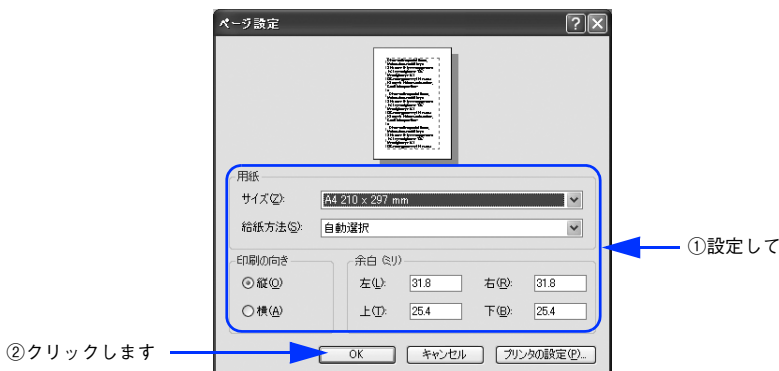 ページ設定
用紙
サイズ(Z): A4 210 x 297 mm
給紙方法(S): 自動選択
①設定して
印刷の向き 余白 (ミリ)
縦(O) 左(L): 31.8 右(R): 31.8
横(A) 上(T): 25.4 下(B): 25.4
②クリックします
OK キャンセル プリンタの設定(P)...